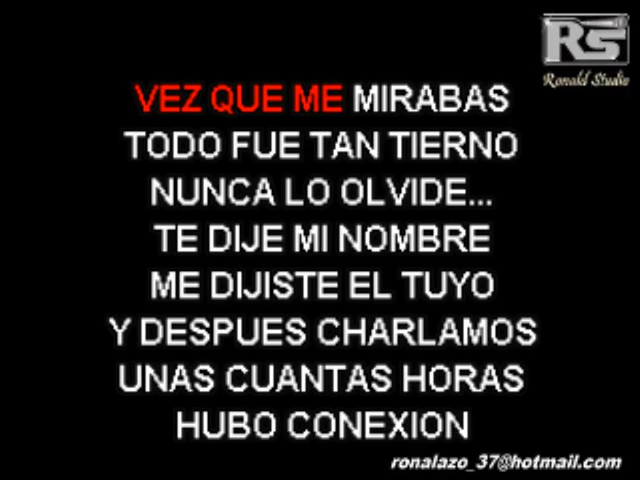 RS
Ronald Studio
VEZ QUE ME MIRABAS
TODO FUE TAN TIERNO
NUNCA LO OLVIDE...
TE DIJE MI NOMBRE
ME DIJISTE EL TUYO
Y DESPUES CHARLAMOS
UNAS CUANTAS HORAS
HUBO CONEXION
ronalazo_37@hotmail.com